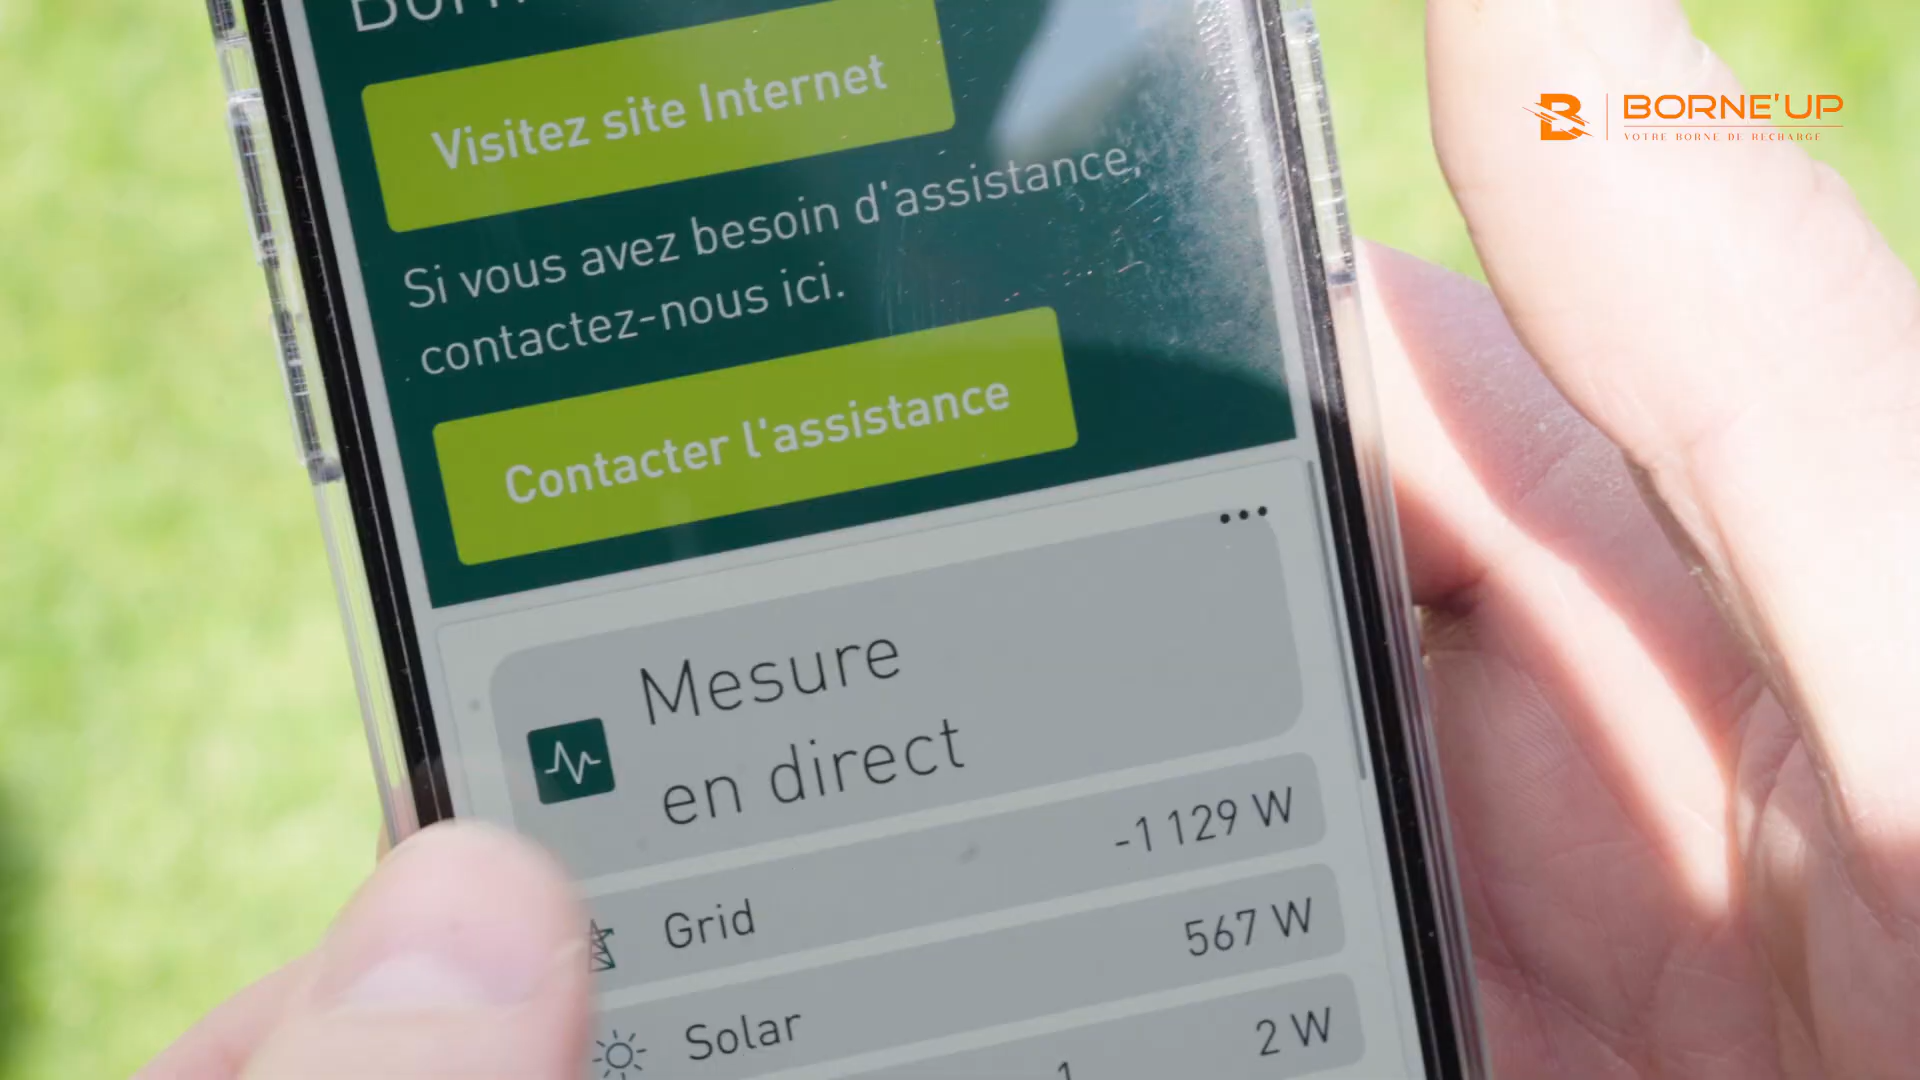 BORNE'UP
VOTRE BORNE DE RECHARGE
Visitez site Internet
Si vous avez besoin d'assistance,
contactez-nous ici.
Contacter l'assistance
Mesure
en direct
Grid -1 129 W
Solar 567 W
2 W